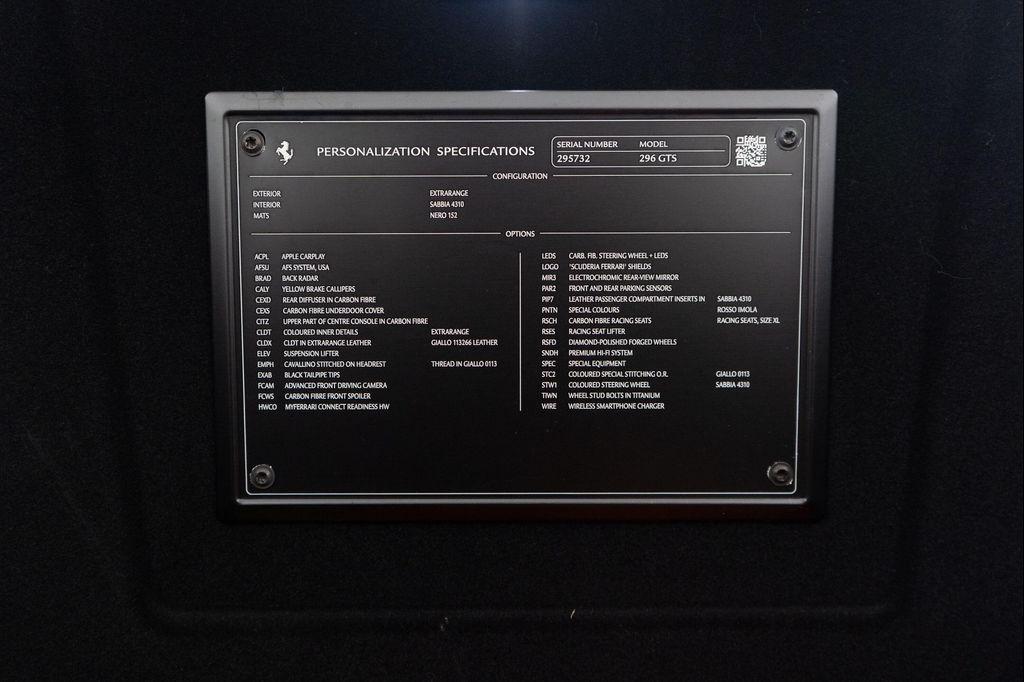 PERSONALIZATION SPECIFICATIONS
SERIAL NUMBER MODEL
295732 296 GTS
CONFIGURATION
EXTERIOR EXTRARANGE
INTERIOR SABBIA 4310
MATS NERO 152
OPTIONS
ACPL APPLE CARPLAY
AFSU AFS SYSTEM, USA
BRAD BACK RADAR
CALY YELLOW BRAKE CALLIPERS
CEXD REAR DIFFUSER IN CARBON FIBRE
CEXS CARBON FIBRE UNDERDOOR COVER
CITZ UPPER PART OF CENTRE CONSOLE IN CARBON FIBRE
CLDT COLOURED INNER DETAILS EXTRARANGE
CLDX CLDT IN EXTRARANGE LEATHER GIALLO 113266 LEATHER
ELEV SUSPENSION LIFTER
EMPH CAVALLINO STITCHED ON HEADREST THREAD IN GIALLO 0113
EXAB BLACK TAILPIPE TIPS
FCAM ADVANCED FRONT DRIVING CAMERA
FCWS CARBON FIBRE FRONT SPOILER
HWCO MYFERRARI CONNECT READINESS HW
LEDS CARB. FIB. STEERING WHEEL + LEDS
LOGO 'SCUDERIA FERRARI' SHIELDS
MIR3 ELECTROCHROMIC REAR-VIEW MIRROR
PAR2 FRONT AND REAR PARKING SENSORS
PIP7 LEATHER PASSENGER COMPARTMENT INSERTS IN SABBIA 4310
PNTN SPECIAL COLOURS ROSSO IMOLA
RSCH CARBON FIBRE RACING SEATS RACING SEATS, SIZE XL
RSES RACING SEAT LIFTER
RSFD DIAMOND-POLISHED FORGED WHEELS
SNDH PREMIUM HI-FI SYSTEM
SPEC SPECIAL EQUIPMENT
STC2 COLOURED SPECIAL STITCHING O.R. GIALLO 0113
STW1 COLOURED STEERING WHEEL SABBIA 4310
TIWN WHEEL STUD BOLTS IN TITANIUM
WIRE WIRELESS SMARTPHONE CHARGER